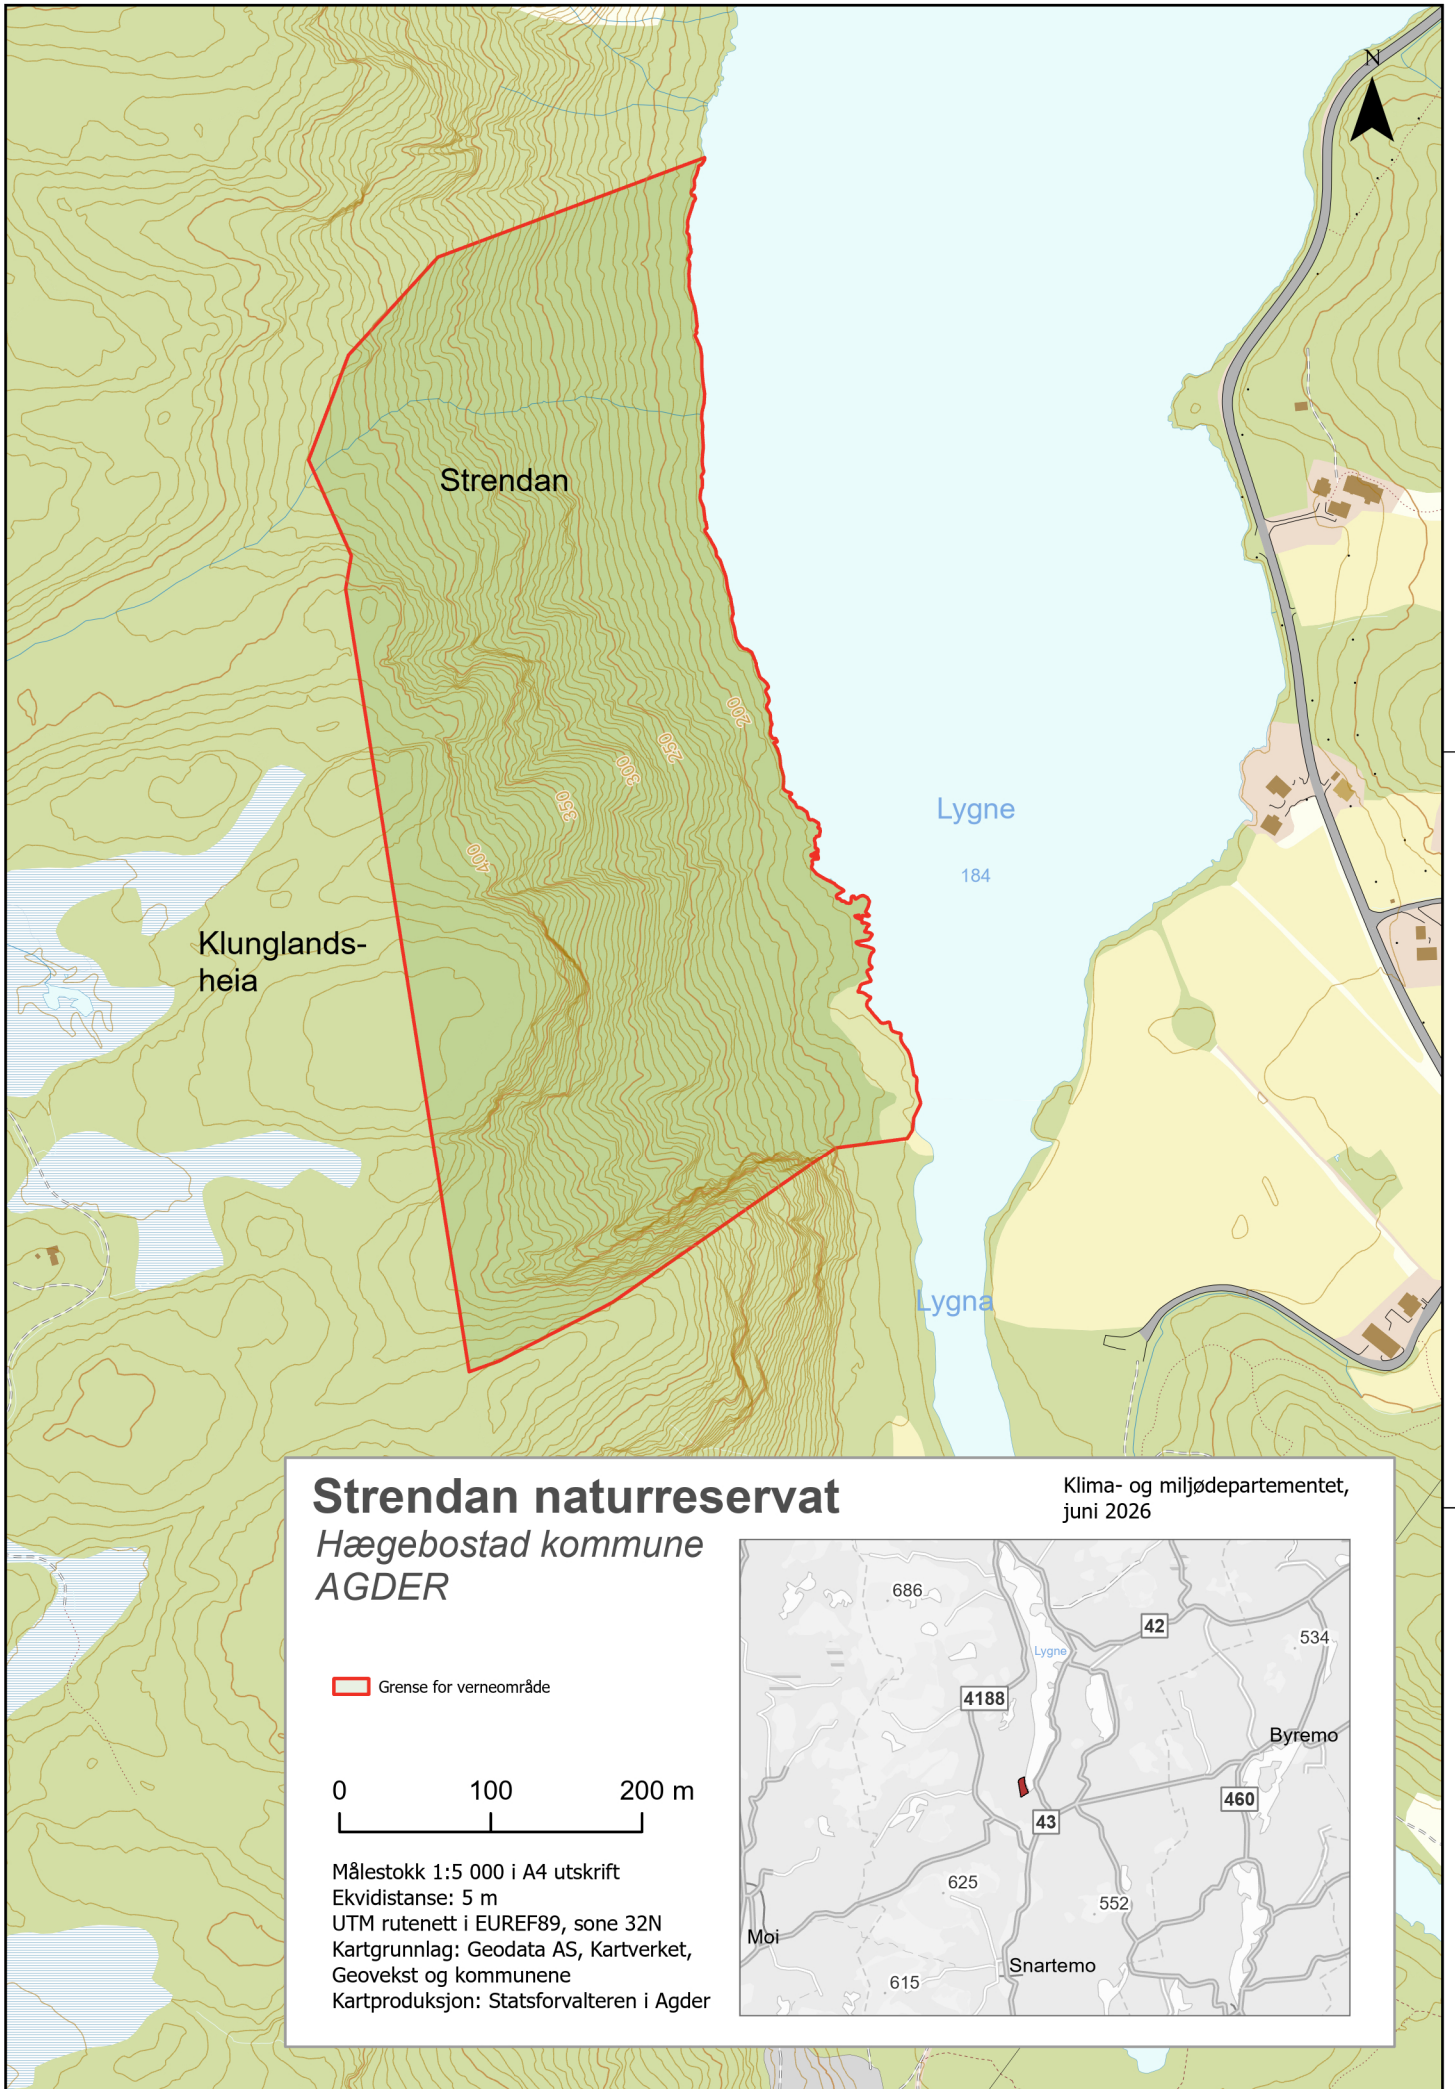 N
Strendan
200
250
300
350
400
Lygne
184
Klunglands-
heia
Lygna
Strendan naturreservat
Hægebostad kommune
AGDER
Klima- og miljødepartementet,
juni 2026
Grense for verneområde
0 100 200 m
Målestokk 1:5 000 i A4 utskrift
Ekvidistanse: 5 m
UTM rutenett i EUREF89, sone 32N
Kartgrunnlag: Geodata AS, Kartverket,
Geovekst og kommunene
Kartproduksjon: Statsforvalteren i Agder
686
42
534
Lygne
4188
Byremo
460
43
625
552
Moi
Snartemo
615